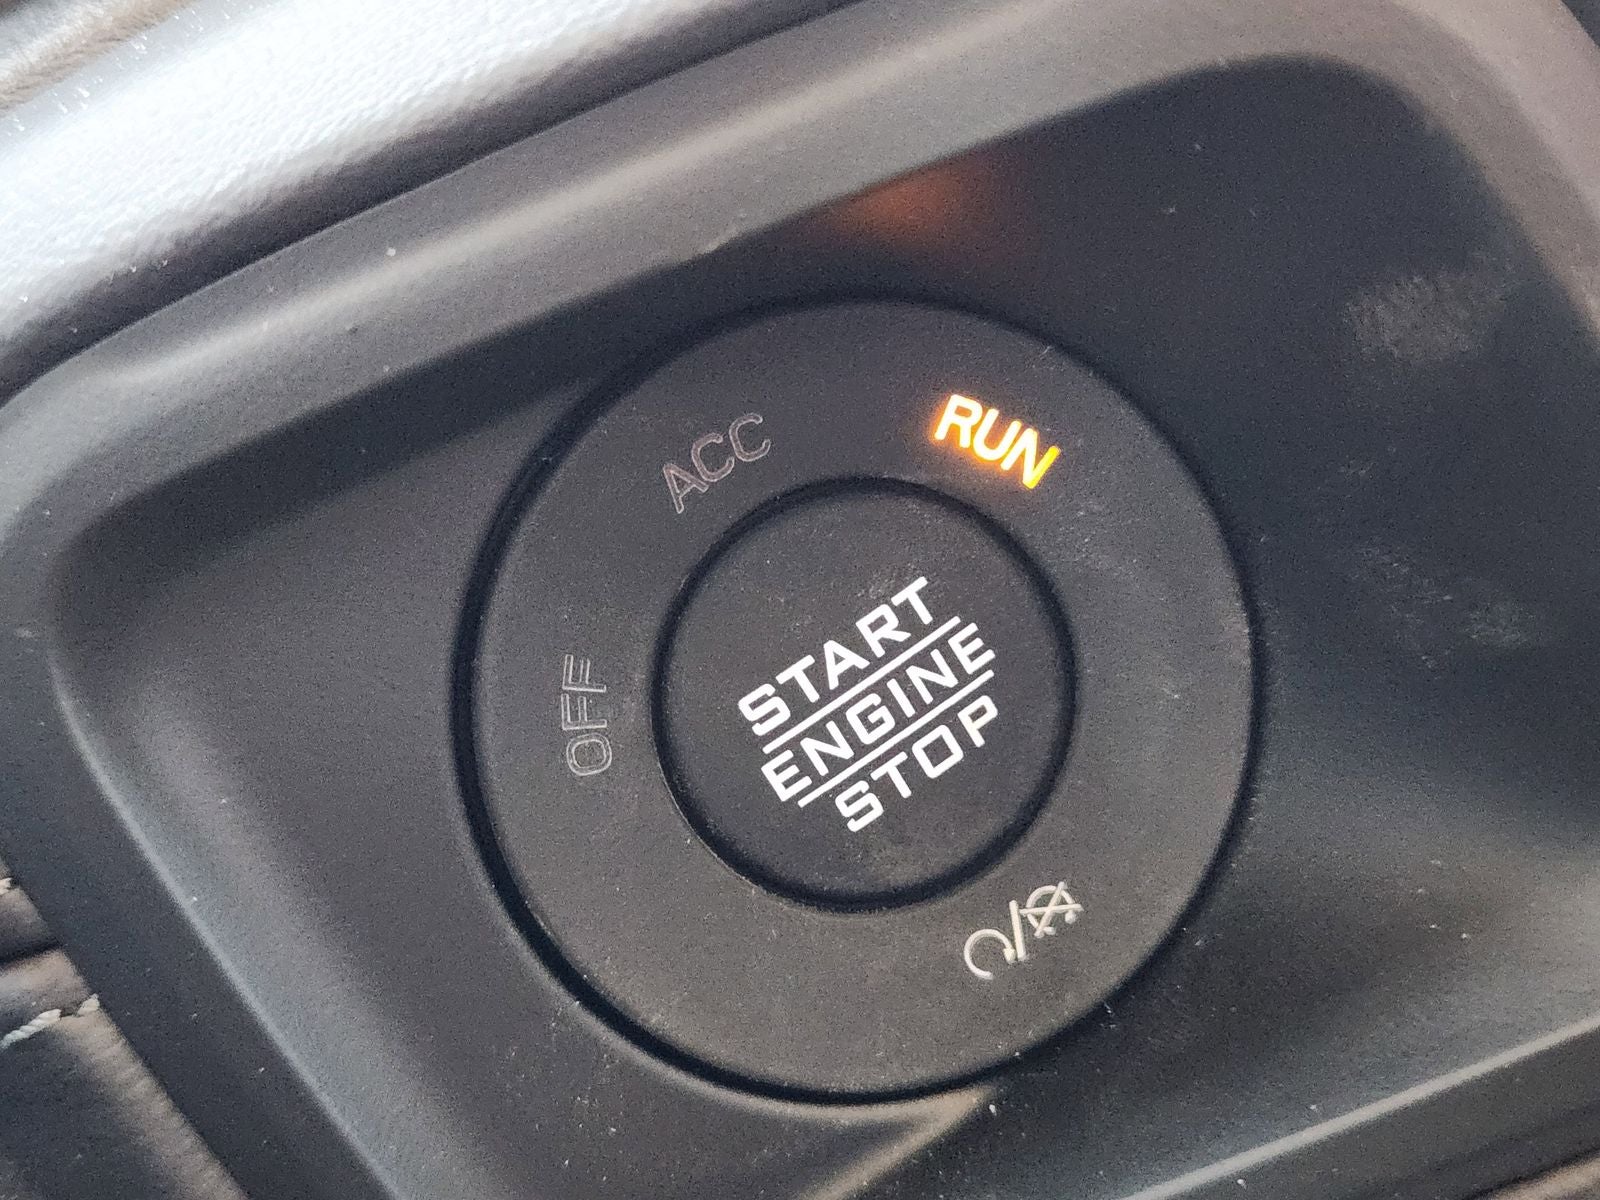 ACC
RUN
OFF
START
ENGINE
STOP